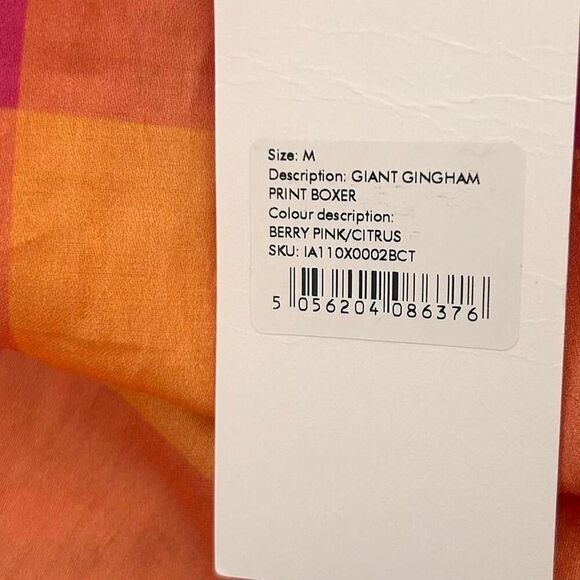 Size: M
Description: GIANT GINGHAM
PRINT BOXER
Colour description:
BERRY PINK/CITRUS
SKU: IA110X0002BCT
5 056204 086376